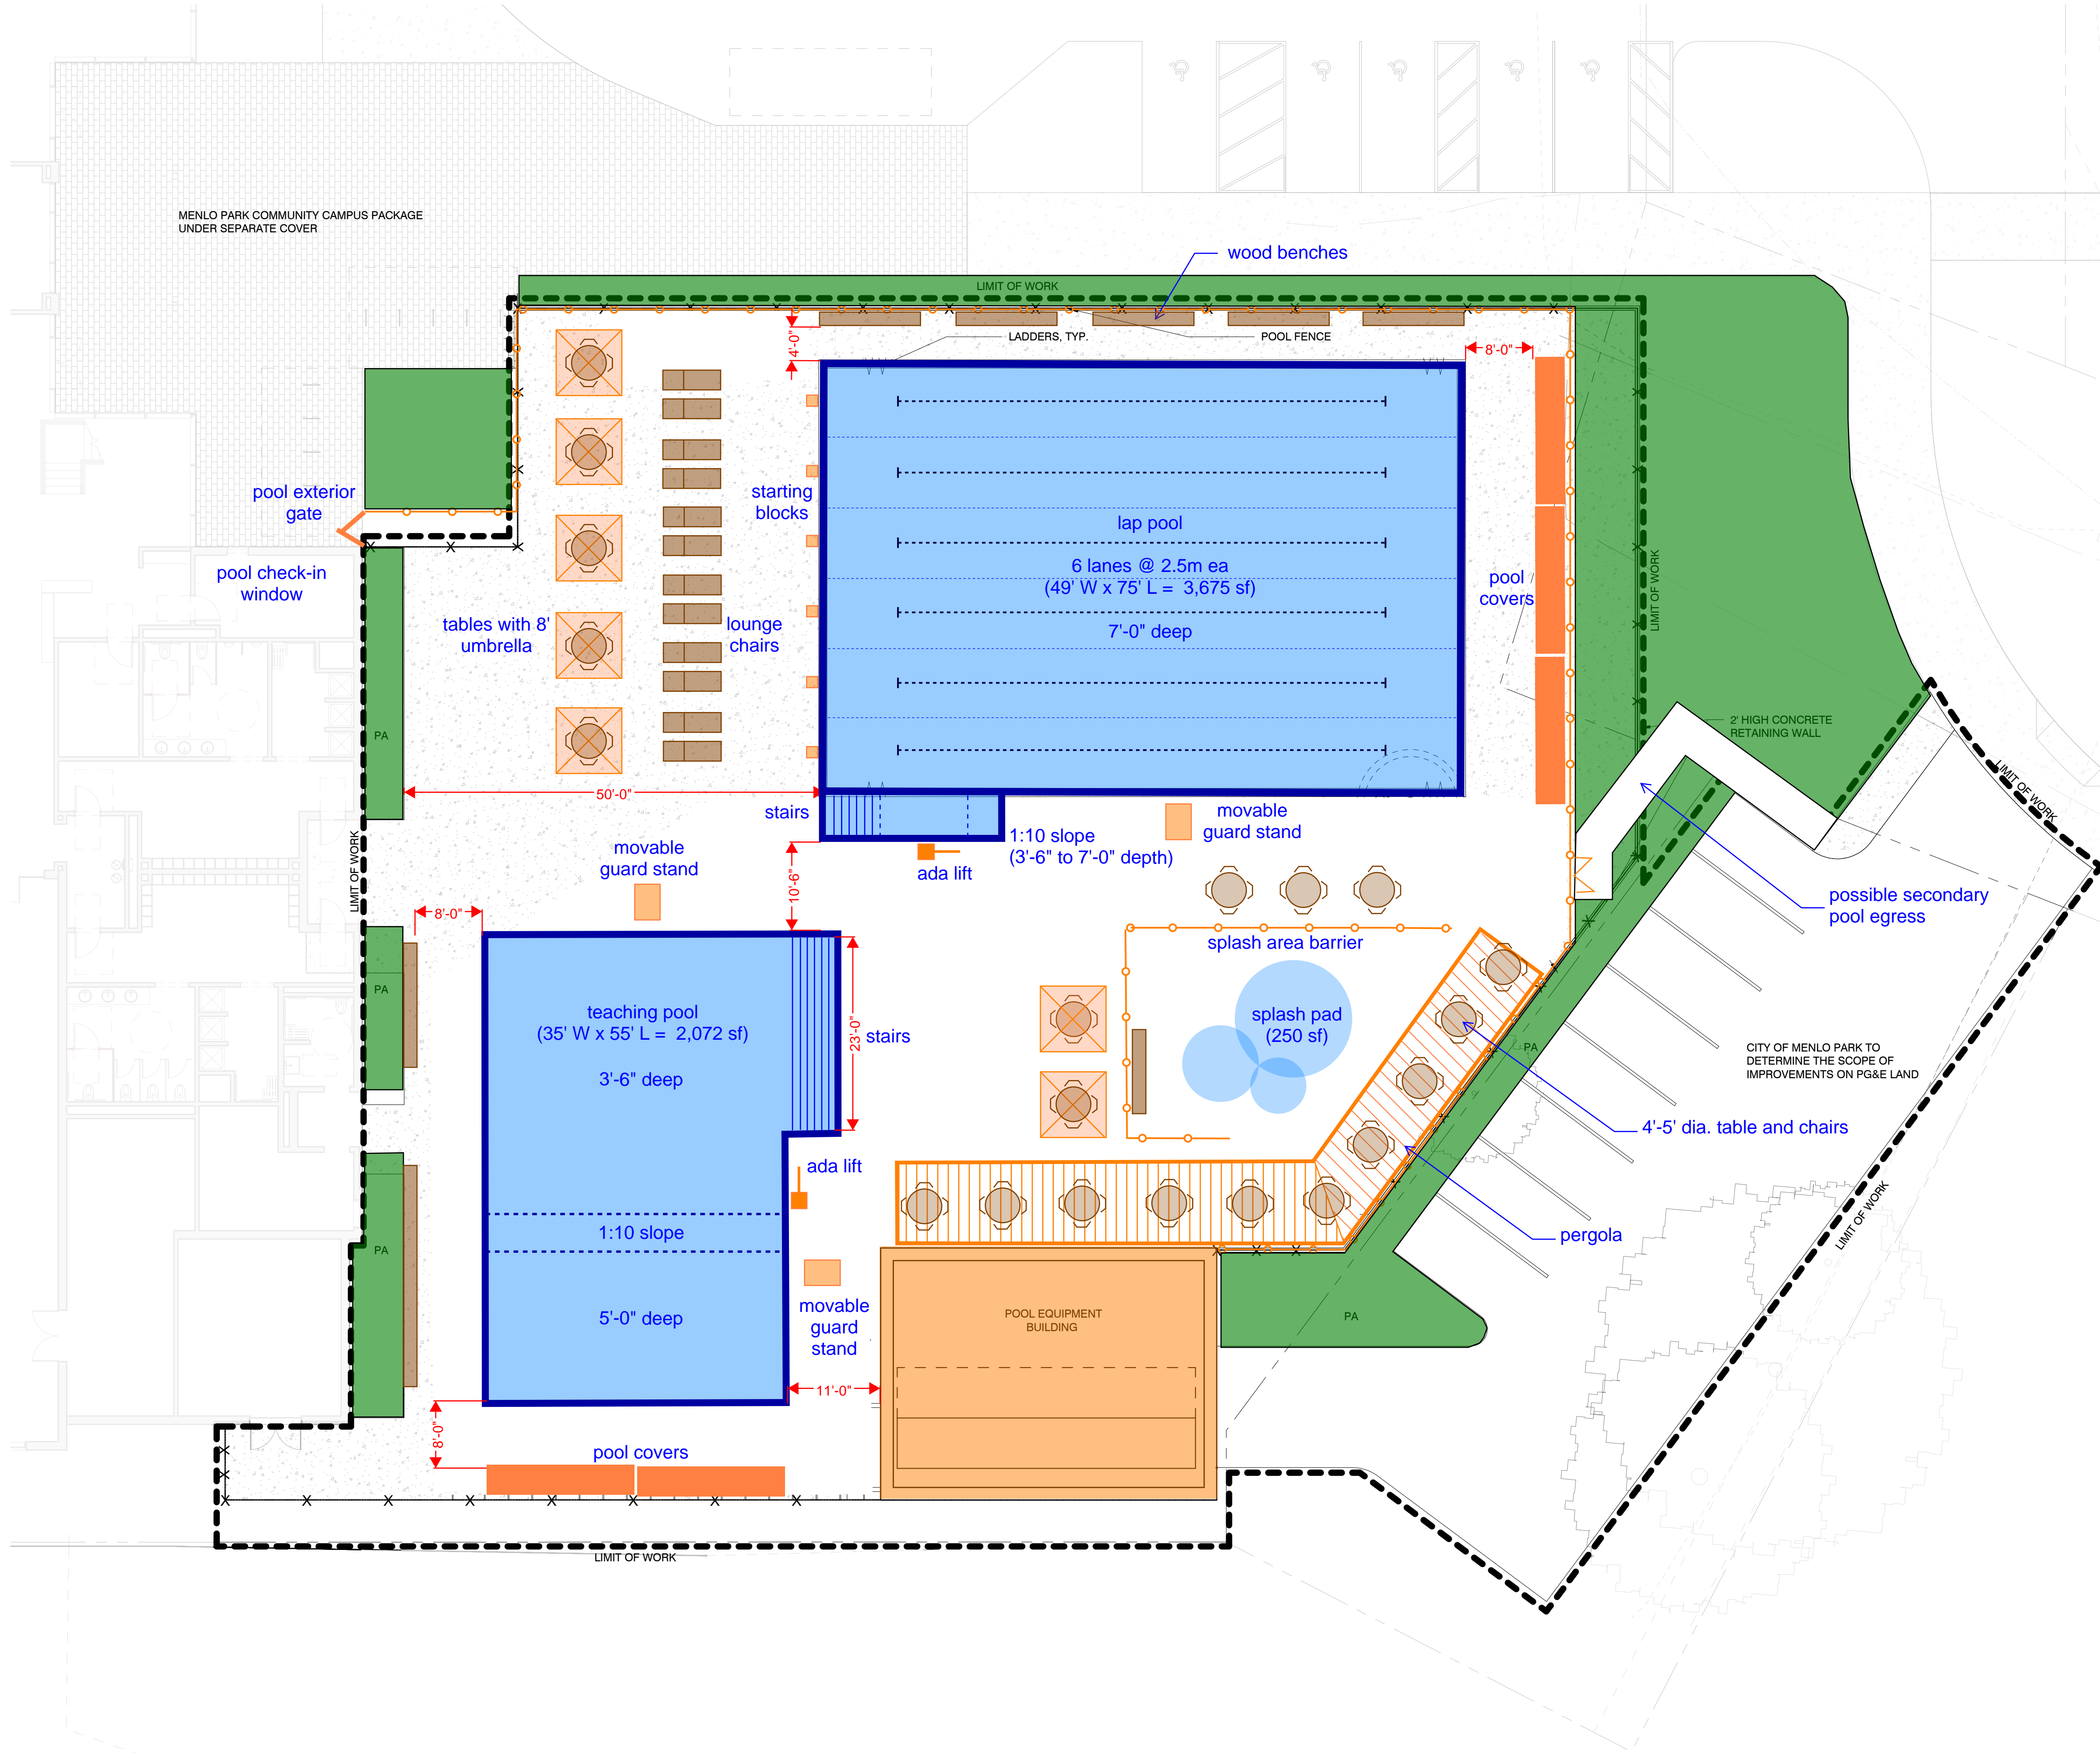 MENLO PARK COMMUNITY CAMPUS PACKAGE
UNDER SEPARATE COVER
wood benches
LIMIT OF WORK
LADDERS, TYP.
POOL FENCE
4'-0"
8'-0"
pool exterior
gate
starting
blocks
lap pool
6 lanes @ 2.5m ea
(49' W x 75' L = 3,675 sf)
7'-0" deep
pool check-in
window
pool
covers
LIMIT OF WORK
tables with 8'
umbrella
lounge
chairs
PA
2' HIGH CONCRETE
RETAINING WALL
50'-0"
stairs
LIMIT OF WORK
movable
guard stand
1:10 slope
(3'-6" to 7'-0" depth)
movable
guard stand
ada lift
LIMIT OF WORK
10'-6"
8'-0"
possible secondary
pool egress
splash area barrier
PA
teaching pool
(35' W x 55' L = 2,072 sf)
3'-6" deep
23'-0"
stairs
splash pad
(250 sf)
PA
CITY OF MENLO PARK TO
DETERMINE THE SCOPE OF
IMPROVEMENTS ON PG&E LAND
4'-5' dia. table and chairs
ada lift
LIMIT OF WORK
1:10 slope
pergola
PA
5'-0" deep
movable
guard
stand
POOL EQUIPMENT
BUILDING
PA
11'-0"
8'-0"
pool covers
LIMIT OF WORK